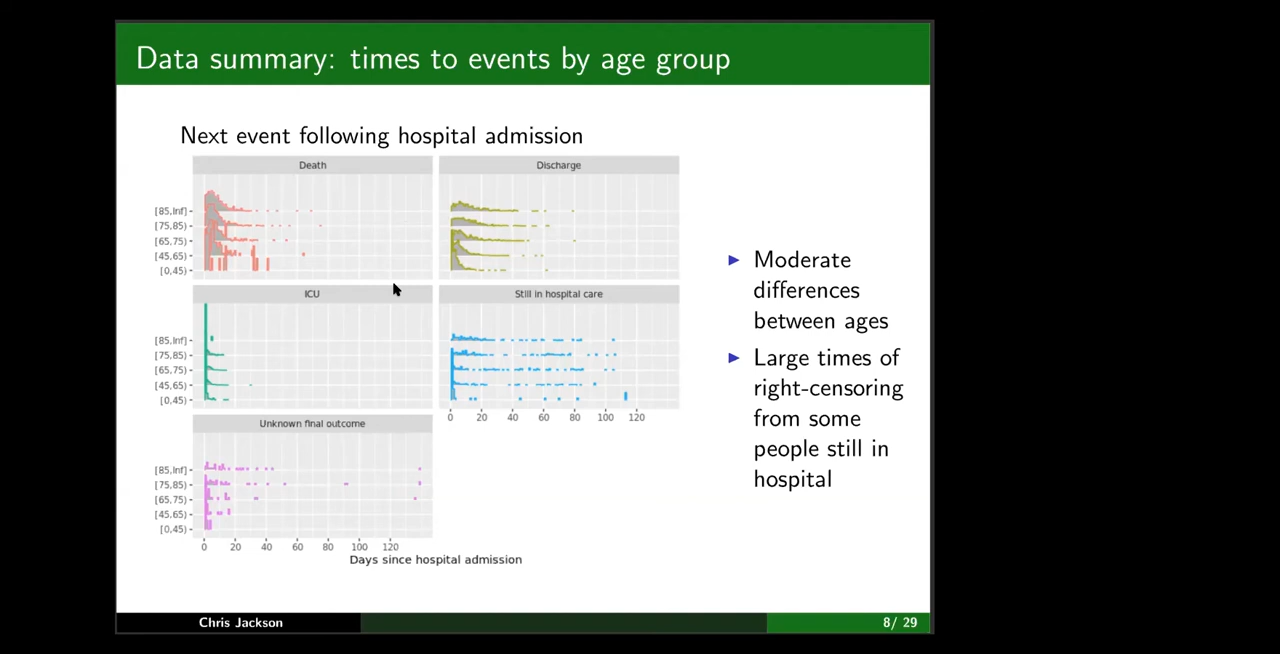 Data summary: times to events by age group
Next event following hospital admission
Death
Discharge
[85,Inf]
[75,85)
[65,75)
[45,65)
[0,45)
ICU
Still in hospital care
[85,Inf]
[75,85)
[65,75)
[45,65)
[0,45)
0 20 40 60 80 100 120
Unknown final outcome
[85,Inf]
[75,85)
[65,75)
[45,65)
[0,45)
0 20 40 60 80 100 120
Days since hospital admission
Moderate
differences
between ages
Large times of
right-censoring
from some
people still in
hospital
Chris Jackson
8/ 29